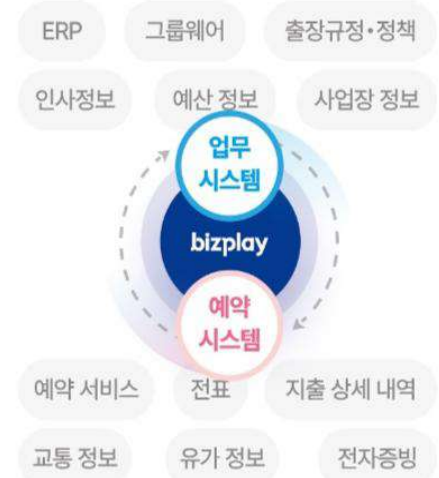 ERP 그룹웨어 출장규정•정책
인사정보 예산 정보 사업장 정보
업무
시스템
bizplay
예약
시스템
예약 서비스 전표 지출 상세 내역
교통 정보 유가 정보 전자증빙